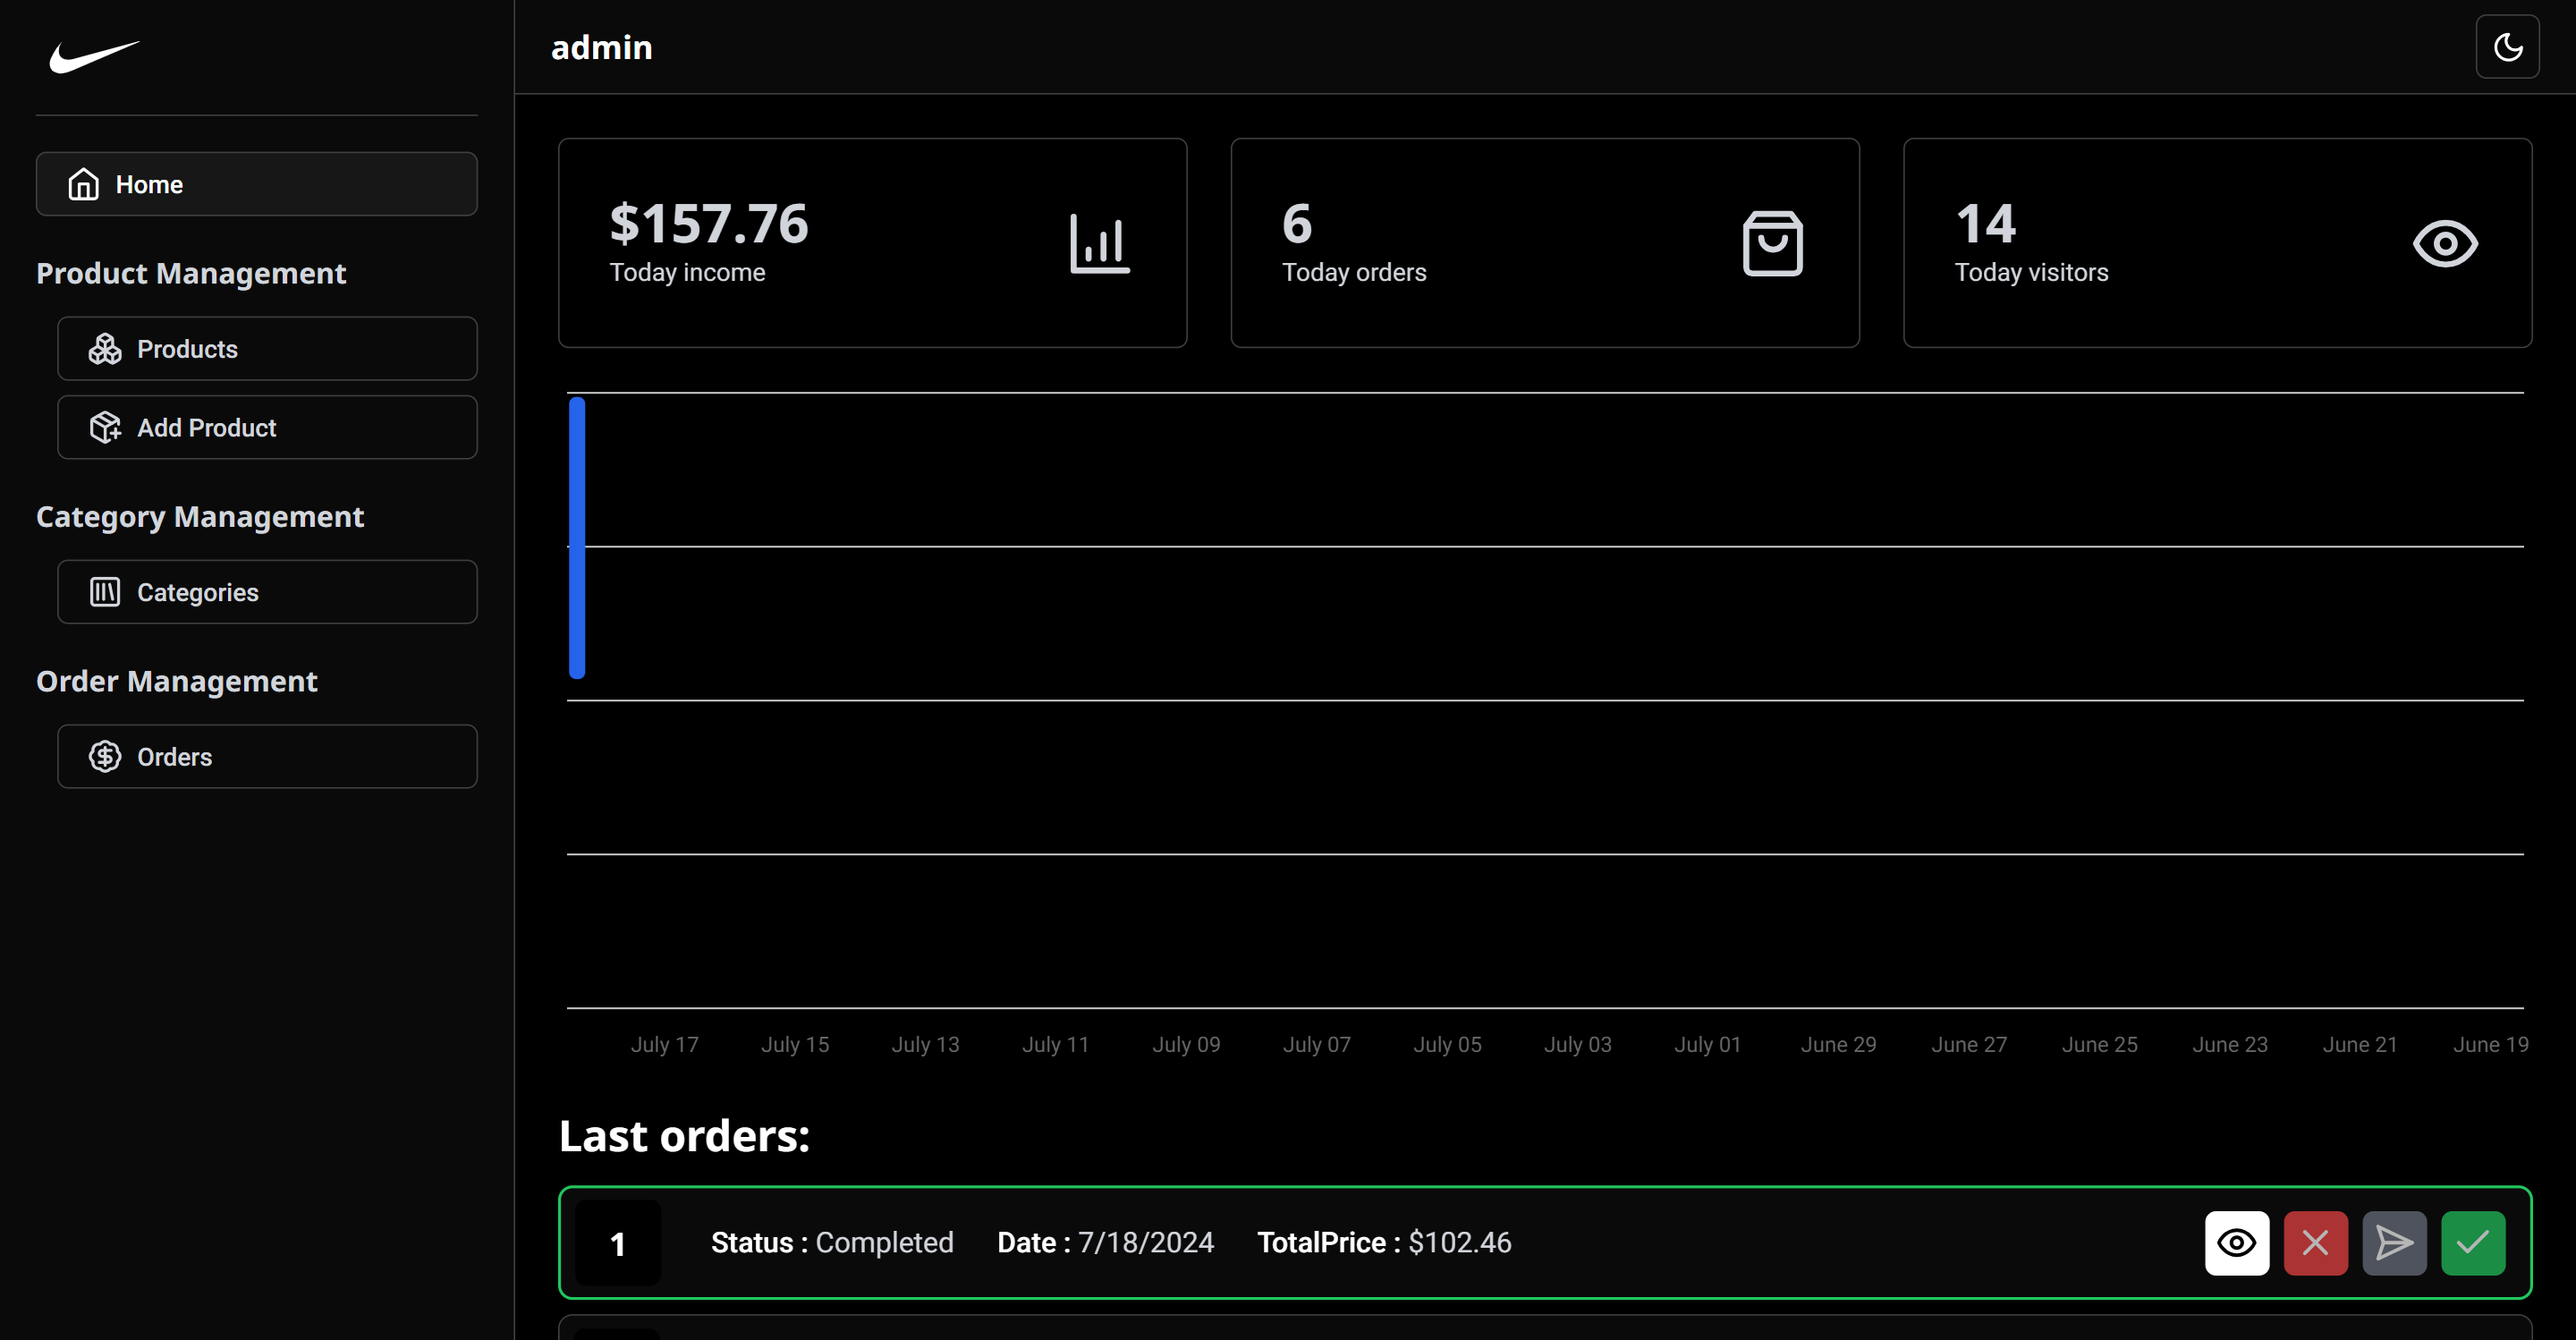 admin
Home
Product Management
Products
Add Product
Category Management
Categories
Order Management
Orders
$157.76
Today income
6
Today orders
14
Today visitors
July 17 July 15 July 13 July 11 July 09 July 07 July 05 July 03 July 01 June 29 June 27 June 25 June 23 June 21 June 19
Last orders:
1 Status : Completed Date : 7/18/2024 TotalPrice : $102.46